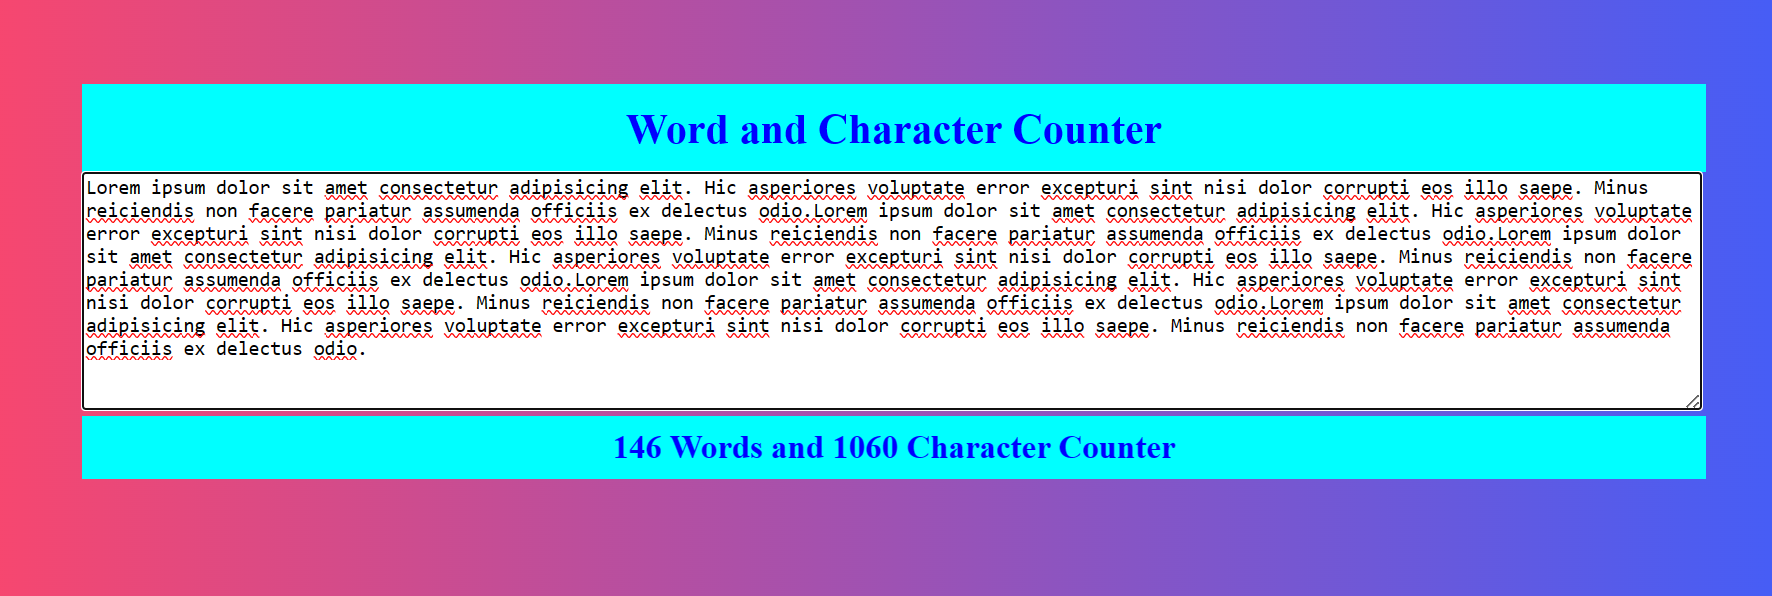 Word and Character Counter
Lorem ipsum dolor sit amet consectetur adipisicing elit. Hic asperiores voluptate error excepturi sint nisi dolor corrupti eos illo saepe. Minus
reiciendis non facere pariatur assumenda officiis ex delectus odio.Lorem ipsum dolor sit amet consectetur adipisicing elit. Hic asperiores voluptate
error excepturi sint nisi dolor corrupti eos illo saepe. Minus reiciendis non facere pariatur assumenda officiis ex delectus odio.Lorem ipsum dolor
sit amet consectetur adipisicing elit. Hic asperiores voluptate error excepturi sint nisi dolor corrupti eos illo saepe. Minus reiciendis non facere
pariatur assumenda officiis ex delectus odio.Lorem ipsum dolor sit amet consectetur adipisicing elit. Hic asperiores voluptate error excepturi sint
nisi dolor corrupti eos illo saepe. Minus reiciendis non facere pariatur assumenda officiis ex delectus odio.Lorem ipsum dolor sit amet consectetur
adipisicing elit. Hic asperiores voluptate error excepturi sint nisi dolor corrupti eos illo saepe. Minus reiciendis non facere pariatur assumenda
officiis ex delectus odio.
146 Words and 1060 Character Counter